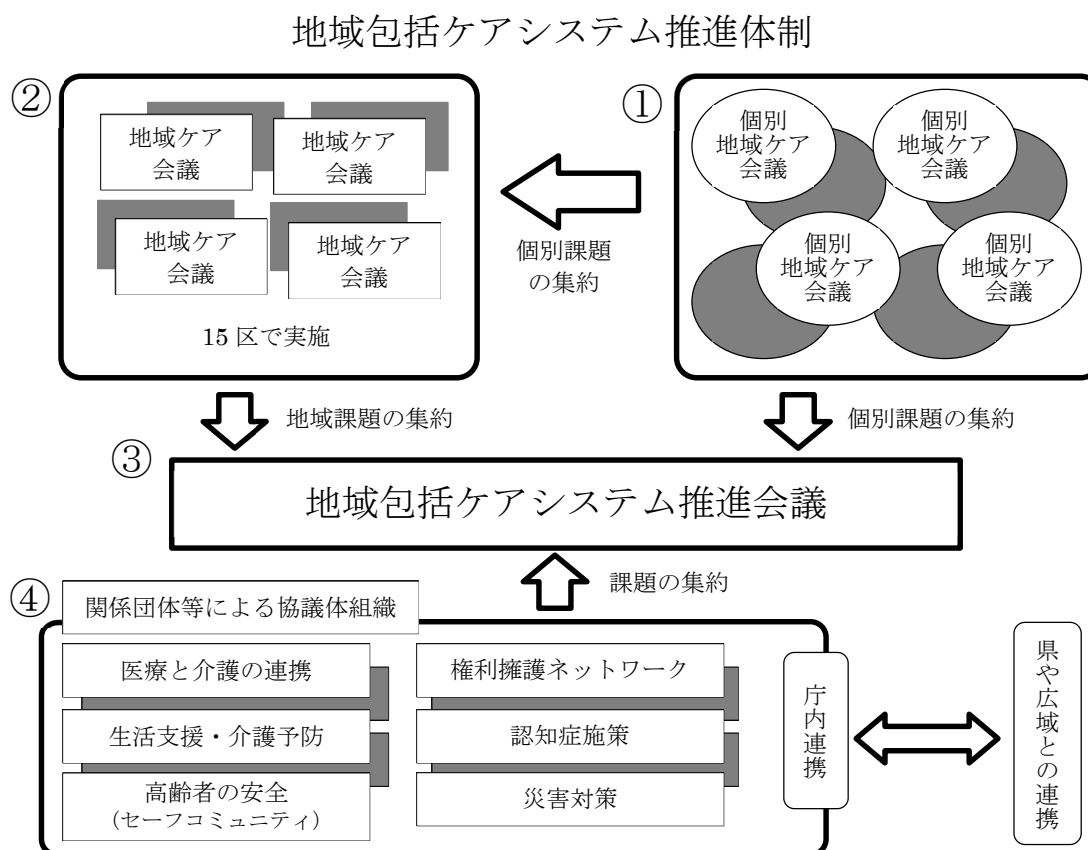 地域包括ケアシステム推進体制
②
地域ケア
会議
地域ケア
会議
地域ケア
会議
地域ケア
会議
15 区で実施
個別課題
の集約
①
個別
地域ケア
会議
個別
地域ケア
会議
個別
地域ケア
会議
個別
地域ケア
会議
地域課題の集約
個別課題の集約
③
地域包括ケアシステム推進会議
課題の集約
④
関係団体等による協議体組織
医療と介護の連携
生活支援・介護予防
高齢者の安全
(セーフコミュニティ)
権利擁護ネットワーク
認知症施策
災害対策
庁内連携
県や広域との連携